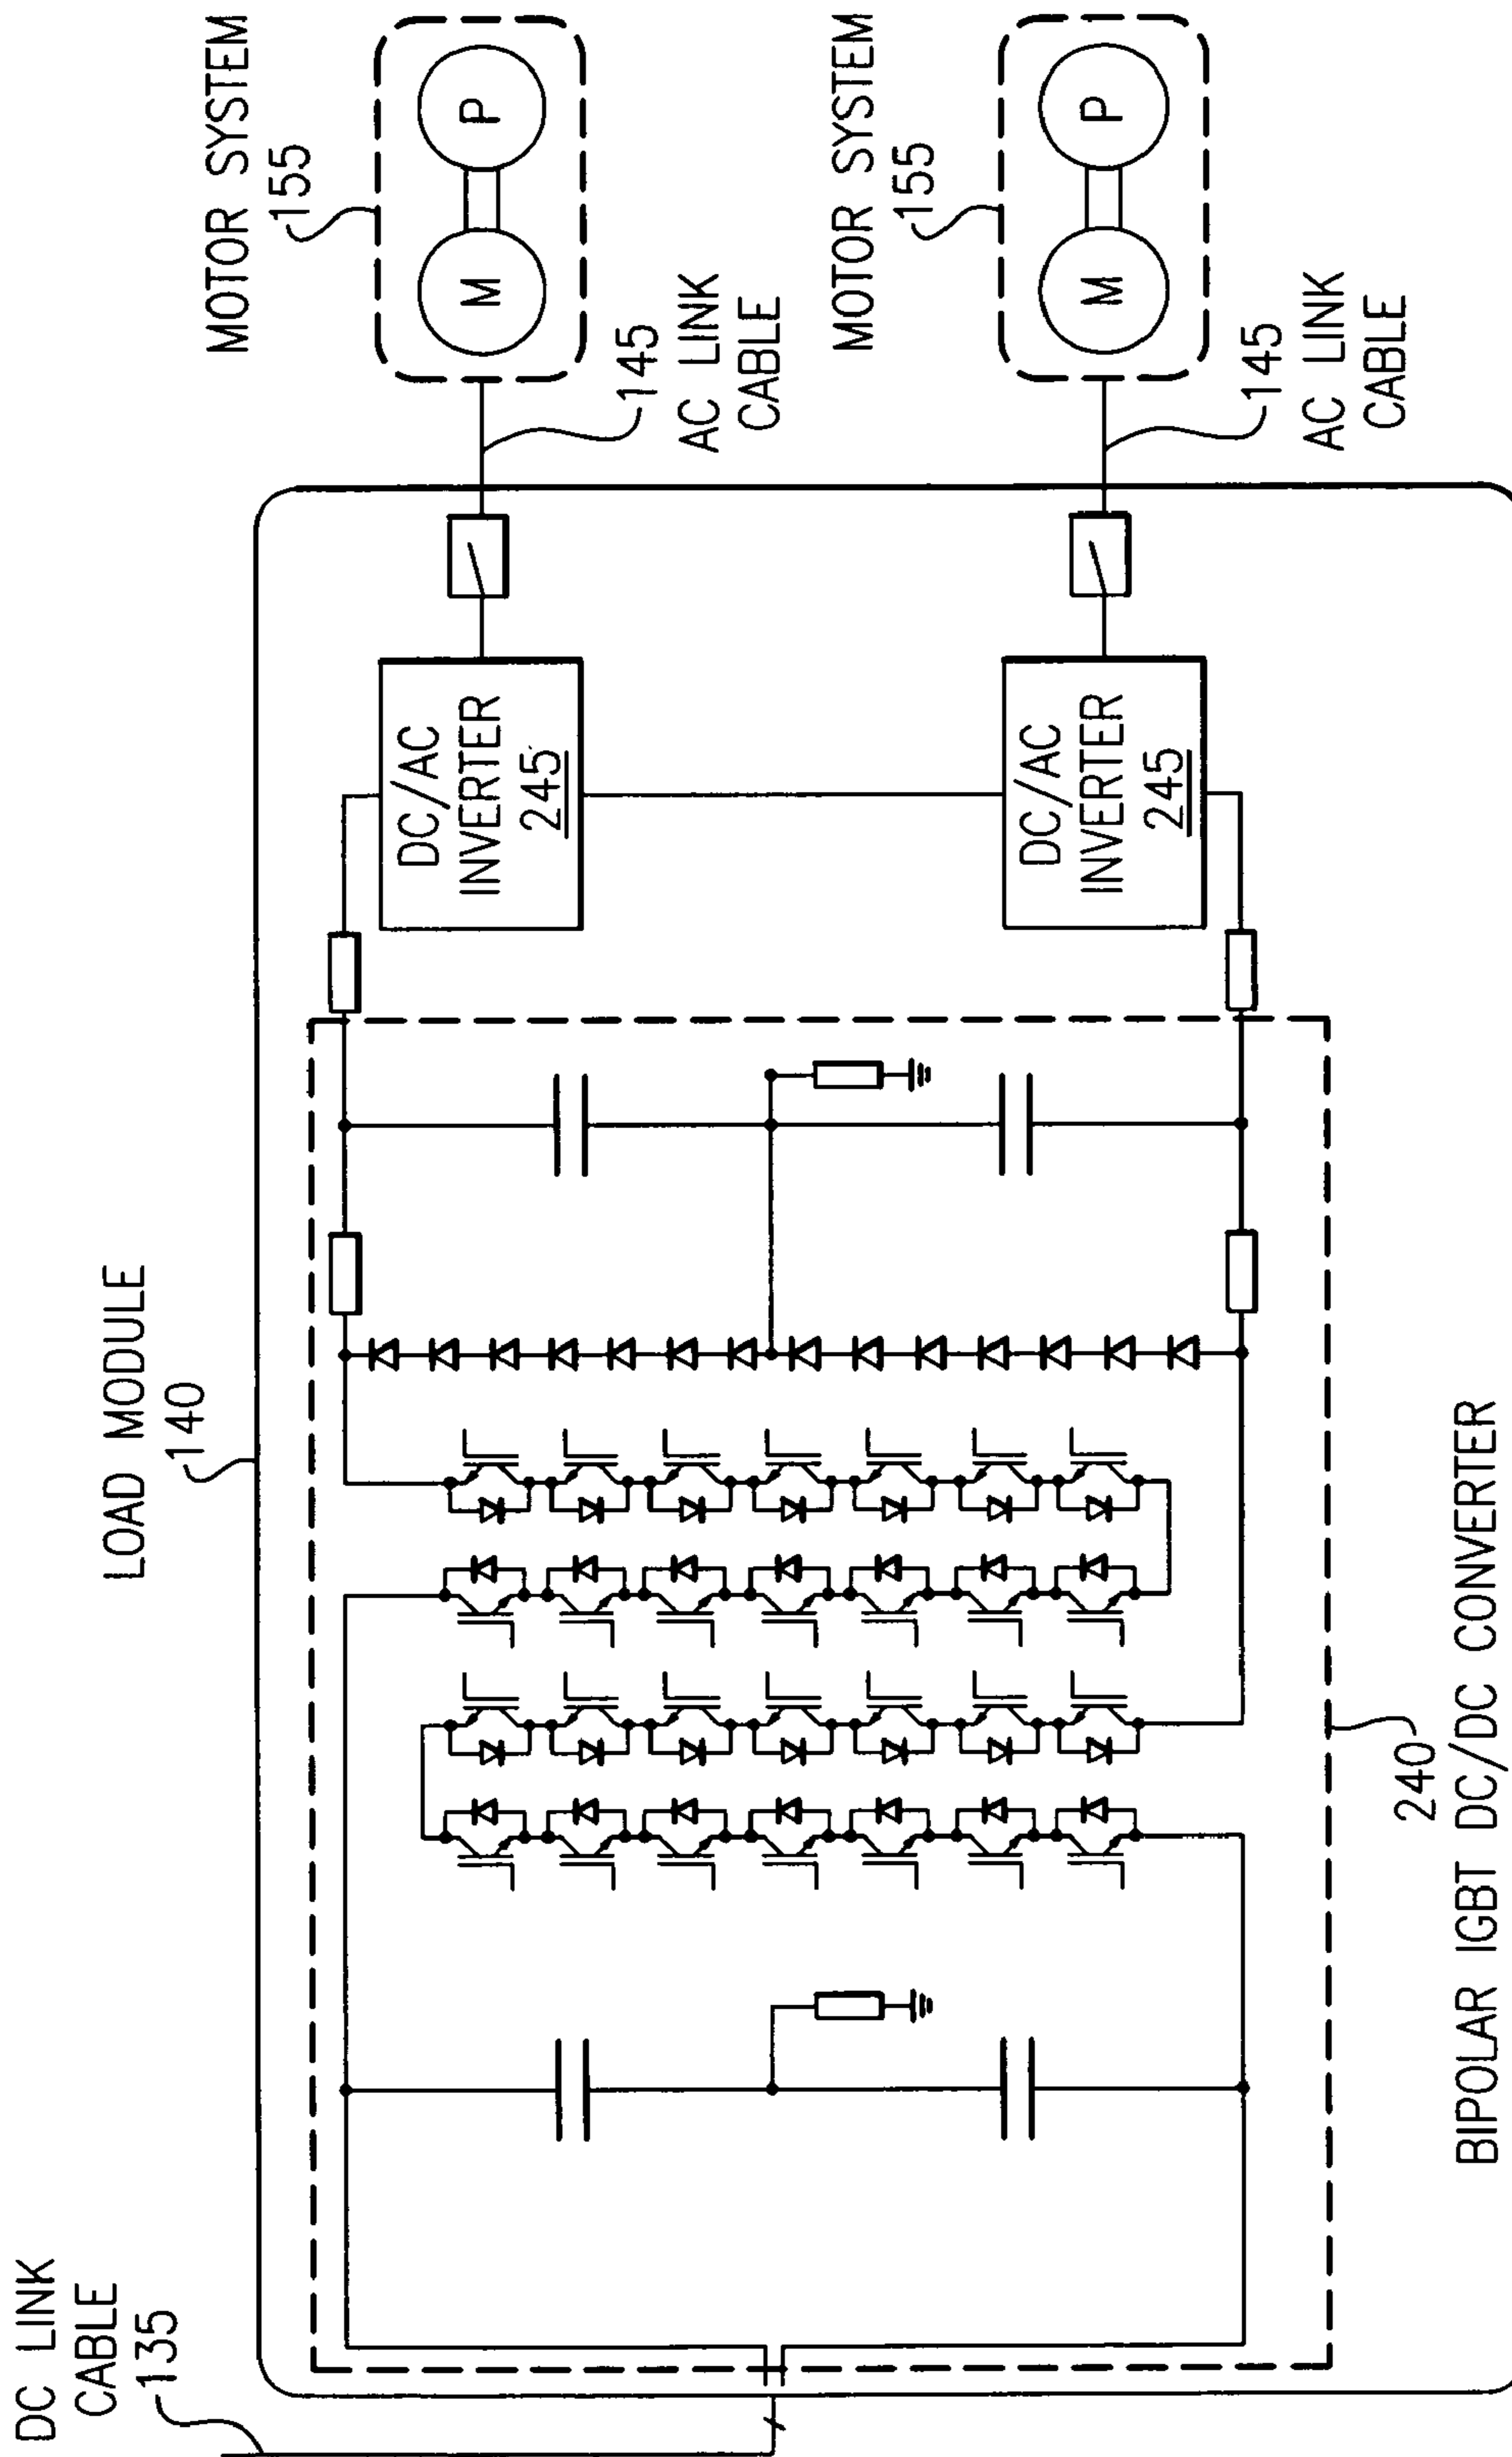 DC LINK
CABLE
135
LOAD MODULE
140
MOTOR SYSTEM
155
M
P
145
AC LINK
CABLE
DC/AC
INVERTER
245
MOTOR SYSTEM
155
M
P
145
AC LINK
CABLE
DC/AC
INVERTER
245
240
BIPOLAR IGBT DC/DC CONVERTER